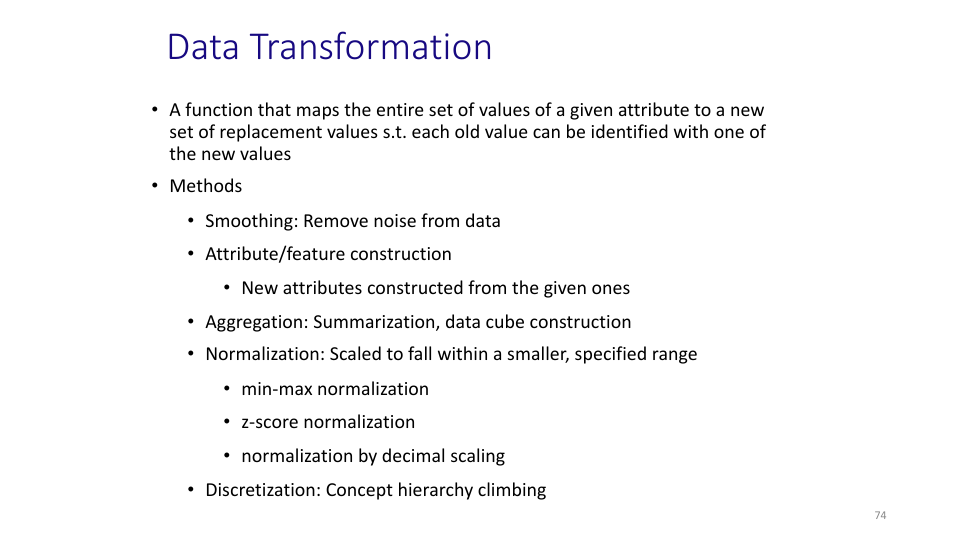 Data Transformation
• A function that maps the entire set of values of a given attribute to a new
set of replacement values s.t. each old value can be identified with one of
the new values
• Methods
• Smoothing: Remove noise from data
• Attribute/feature construction
• New attributes constructed from the given ones
• Aggregation: Summarization, data cube construction
• Normalization: Scaled to fall within a smaller, specified range
• min-max normalization
• z-score normalization
• normalization by decimal scaling
• Discretization: Concept hierarchy climbing
74